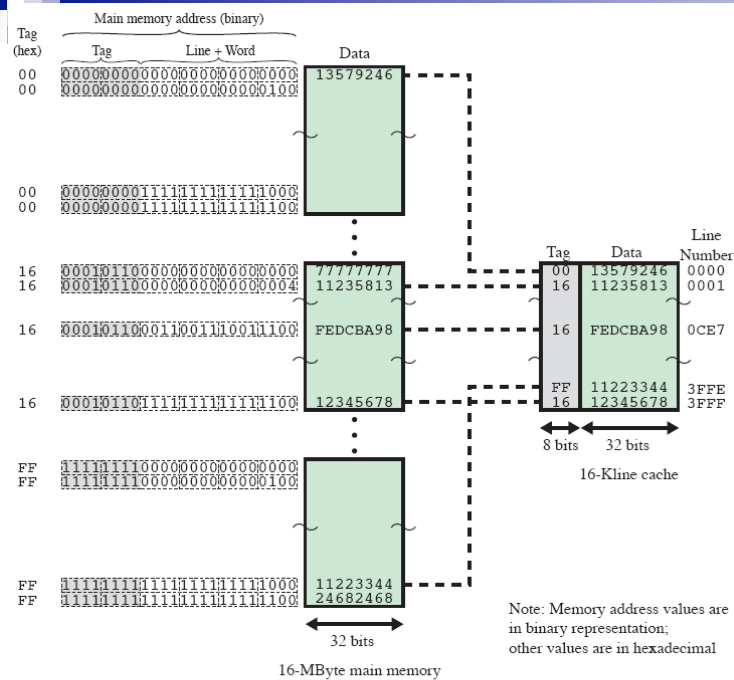 Main memory address (binary)
Tag
(hex)
Tag Line + Word Data
00 000000000000000000000000 13579246
00 000000000000000000000100
00 000000001111111111111000
00 000000001111111111111100
Line
Tag Data Number
16 000101100000000000000000 77777777 00 13579246 0000
16 000101100000000000000004 11235813 16 11235813 0001
16 000101100011001110011100 FEDCBA98 16 FEDCBA98 0CE7
FF 11223344 3FFE
16 000101101111111111111100 12345678 16 12345678 3FFF
8 bits 32 bits
16-Kline cache
FF 111111110000000000000000
FF 111111110000000000000100
FF 111111111111111111111000 11223344
FF 111111111111111111111100 24682468
32 bits
16-MByte main memory
Note: Memory address values are
in binary representation;
other values are in hexadecimal